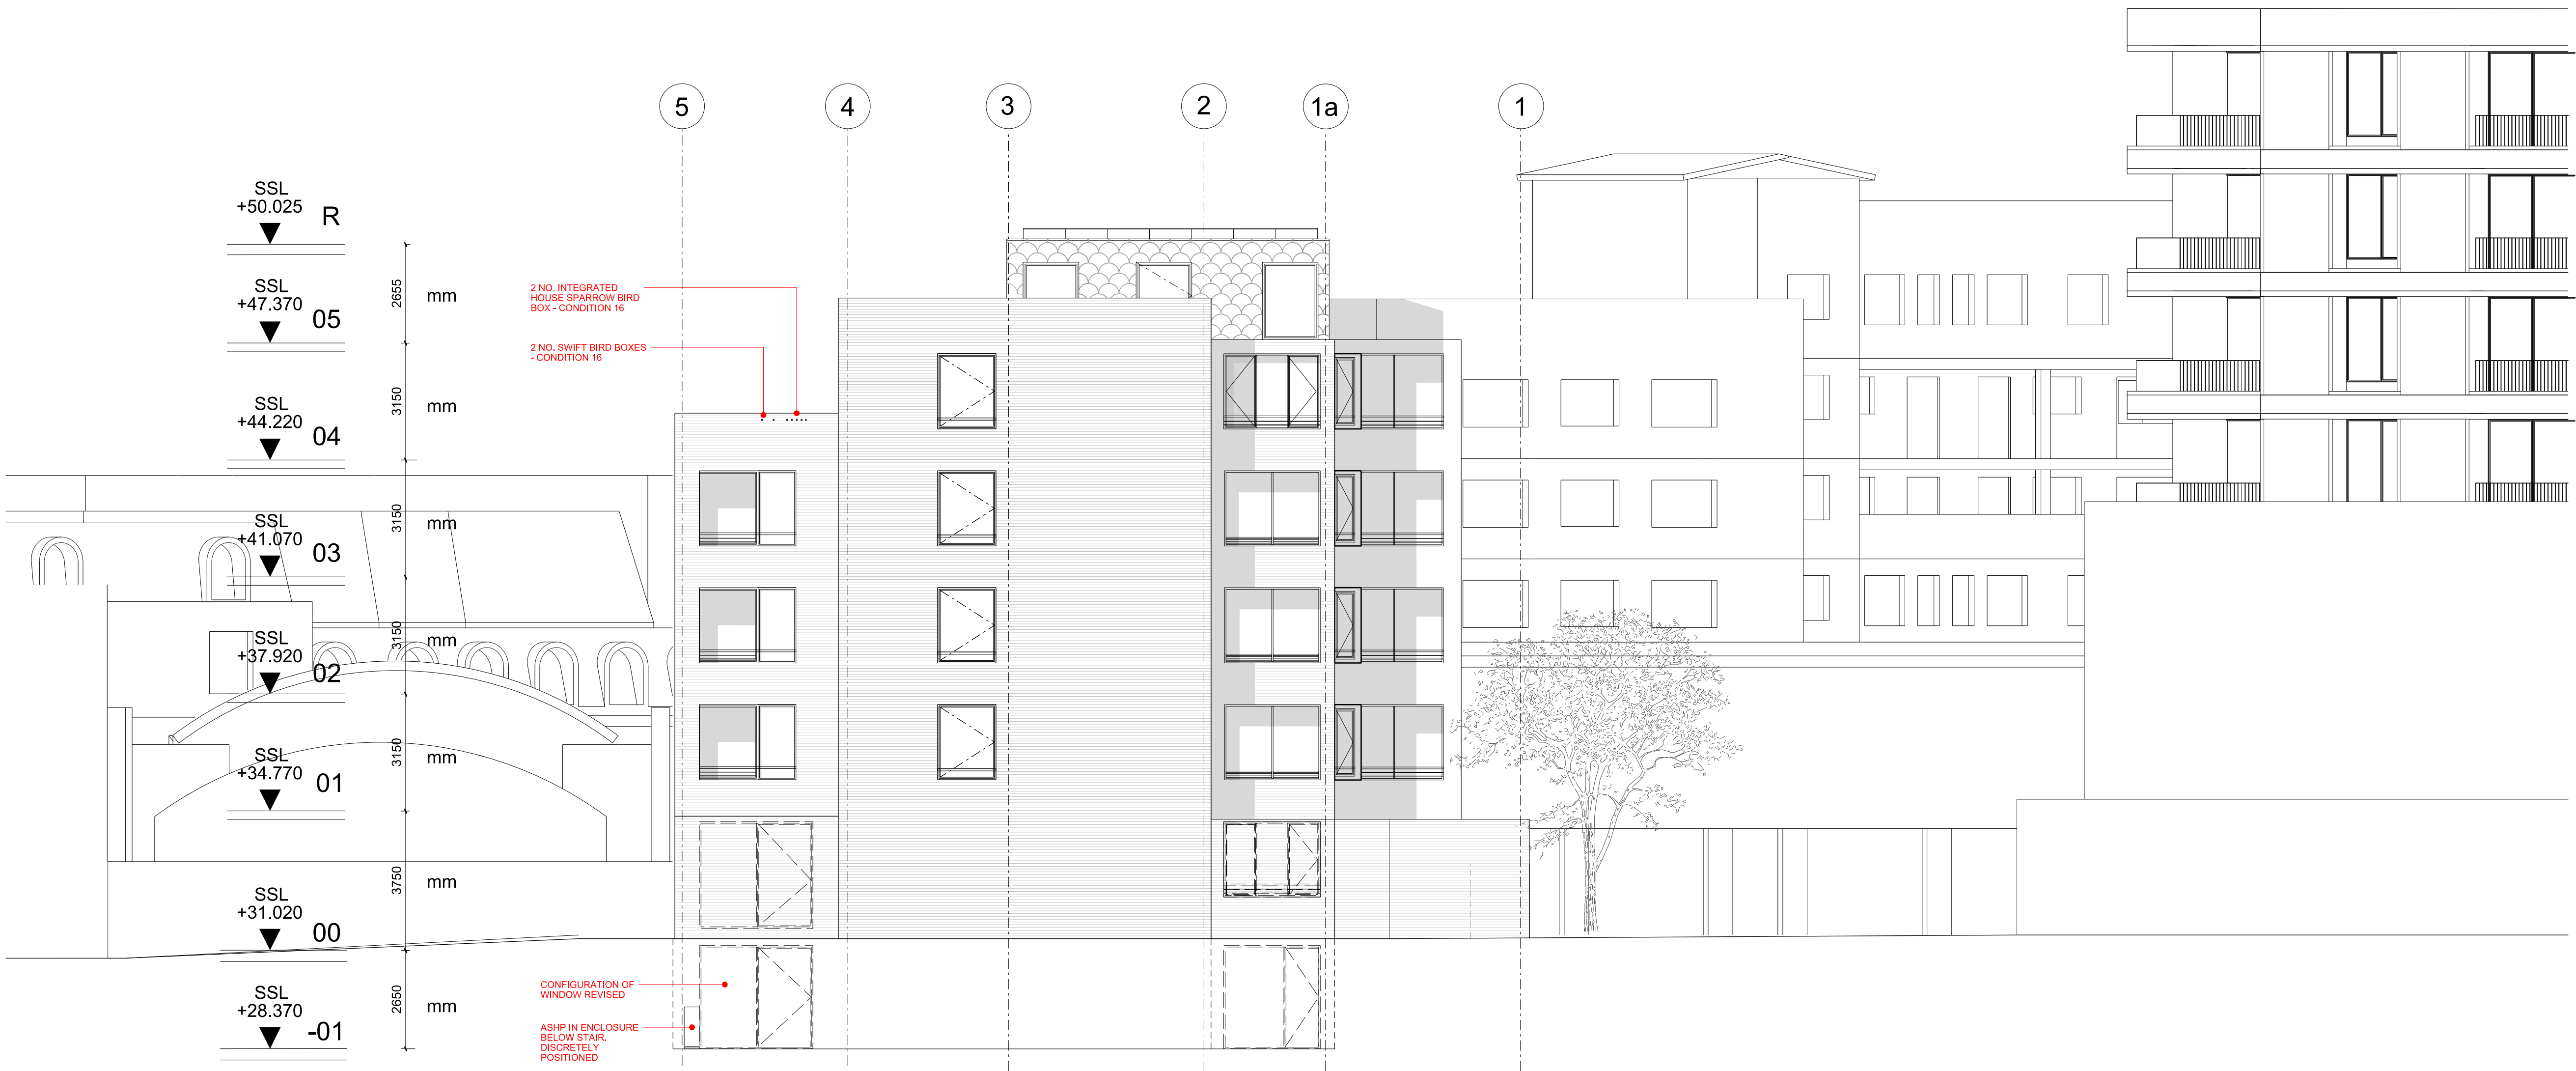 5
4
3
2
1a
1
SSL
+50.025
R
2655
mm
SSL
+47.370
05
3150
mm
SSL
+44.220
04
3150
mm
SSL
+41.070
03
3150
mm
SSL
+37.920
02
3150
mm
SSL
+34.770
01
3750
mm
SSL
+31.020
00
2650
mm
SSL
+28.370
-01
2 NO. INTEGRATED
HOUSE SPARROW BIRD
BOX - CONDITION 16
2 NO. SWIFT BIRD BOXES
- CONDITION 16
CONFIGURATION OF
WINDOW REVISED
ASHP IN ENCLOSURE
BELOW STAIR.
DISCRETELY
POSITIONED